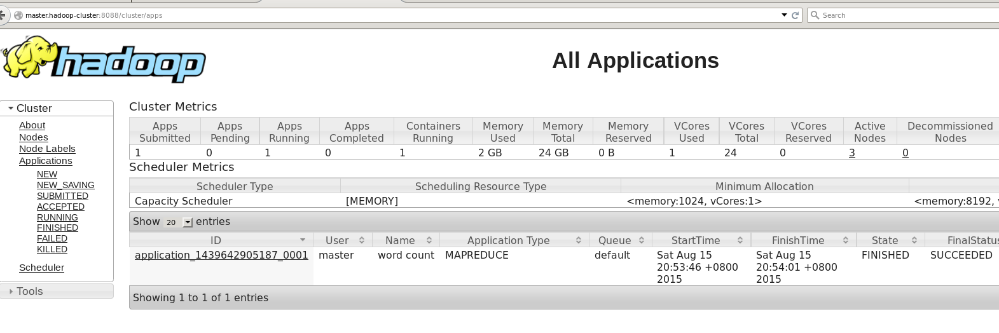 master.hadoop-cluster:8088/cluster/apps
Search
hadoop
All Applications
Cluster
About
Nodes
Node Labels
Applications
NEW
NEW_SAVING
SUBMITTED
ACCEPTED
RUNNING
FINISHED
FAILED
KILLED
Scheduler
Tools
Cluster Metrics
Apps Submitted Apps Pending Apps Running Apps Completed Containers Running Memory Used Memory Total Memory Reserved VCores Used VCores Total VCores Reserved Active Nodes Decommissioned Nodes
1 0 1 0 1 2 GB 24 GB 0 B 1 24 0 3 0
Scheduler Metrics
Scheduler Type Scheduling Resource Type Minimum Allocation
Capacity Scheduler [MEMORY] <memory:1024, vCores:1> <memory:8192,
Show 20 entries
ID User Name Application Type Queue StartTime FinishTime State FinalStatus
application_1439642905187_0001 master word count MAPREDUCE default Sat Aug 15 20:53:46 +0800 2015 Sat Aug 15 20:54:01 +0800 2015 FINISHED SUCCEEDED
Showing 1 to 1 of 1 entries